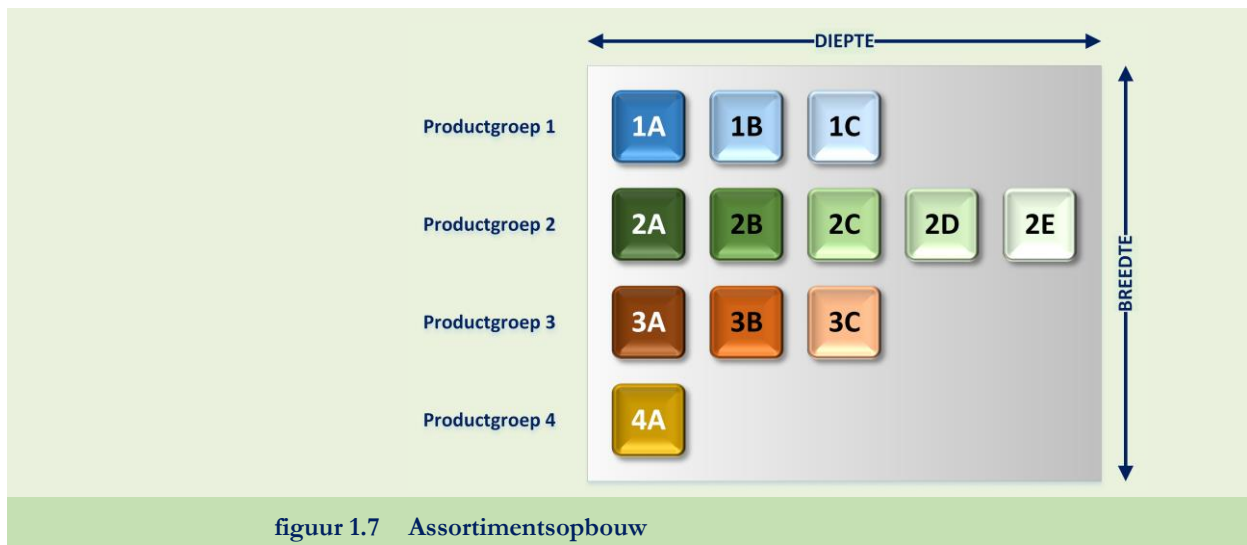 DIEPTE
Productgroep 1 1A 1B 1C
Productgroep 2 2A 2B 2C 2D 2E
BREEDTE
Productgroep 3 3A 3B 3C
Productgroep 4 4A
figuur 1.7 Assortimentsopbouw